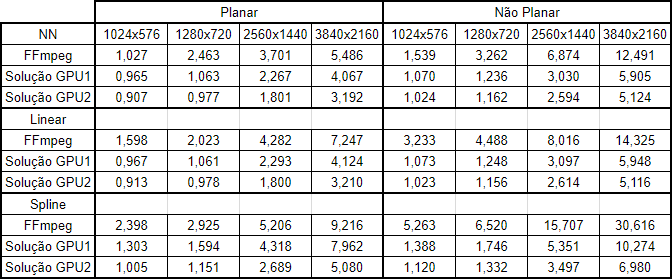 Planar Não Planar
NN 1024x576 1280x720 2560x1440 3840x2160 1024x576 1280x720 2560x1440 3840x2160
FFmpeg 1,027 2,463 3,701 5,486 1,539 3,262 6,874 12,491
Solução GPU1 0,965 1,063 2,267 4,067 1,070 1,236 3,030 5,905
Solução GPU2 0,907 0,977 1,801 3,192 1,024 1,162 2,594 5,124
Linear
FFmpeg 1,598 2,023 4,282 7,247 3,233 4,488 8,016 14,325
Solução GPU1 0,967 1,061 2,293 4,124 1,073 1,248 3,097 5,948
Solução GPU2 0,913 0,978 1,800 3,210 1,023 1,156 2,614 5,116
Spline
FFmpeg 2,398 2,925 5,206 9,216 5,263 6,520 15,707 30,616
Solução GPU1 1,303 1,594 4,318 7,962 1,388 1,746 5,351 10,274
Solução GPU2 1,005 1,151 2,689 5,080 1,120 1,332 3,497 6,980